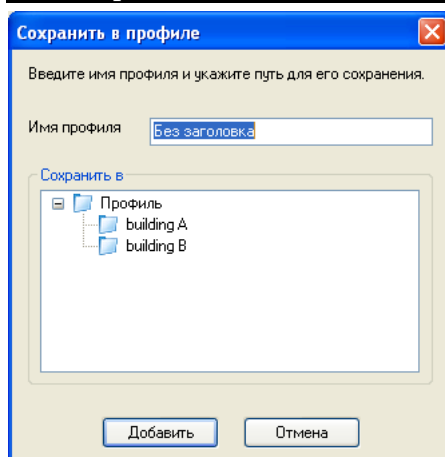 Сохранить в профиле
Введите имя профиля и укажите путь для его сохранения.
Имя профиля
Без заголовка
Сохранить в
Профиль
building A
building B
Добавить
Отмена